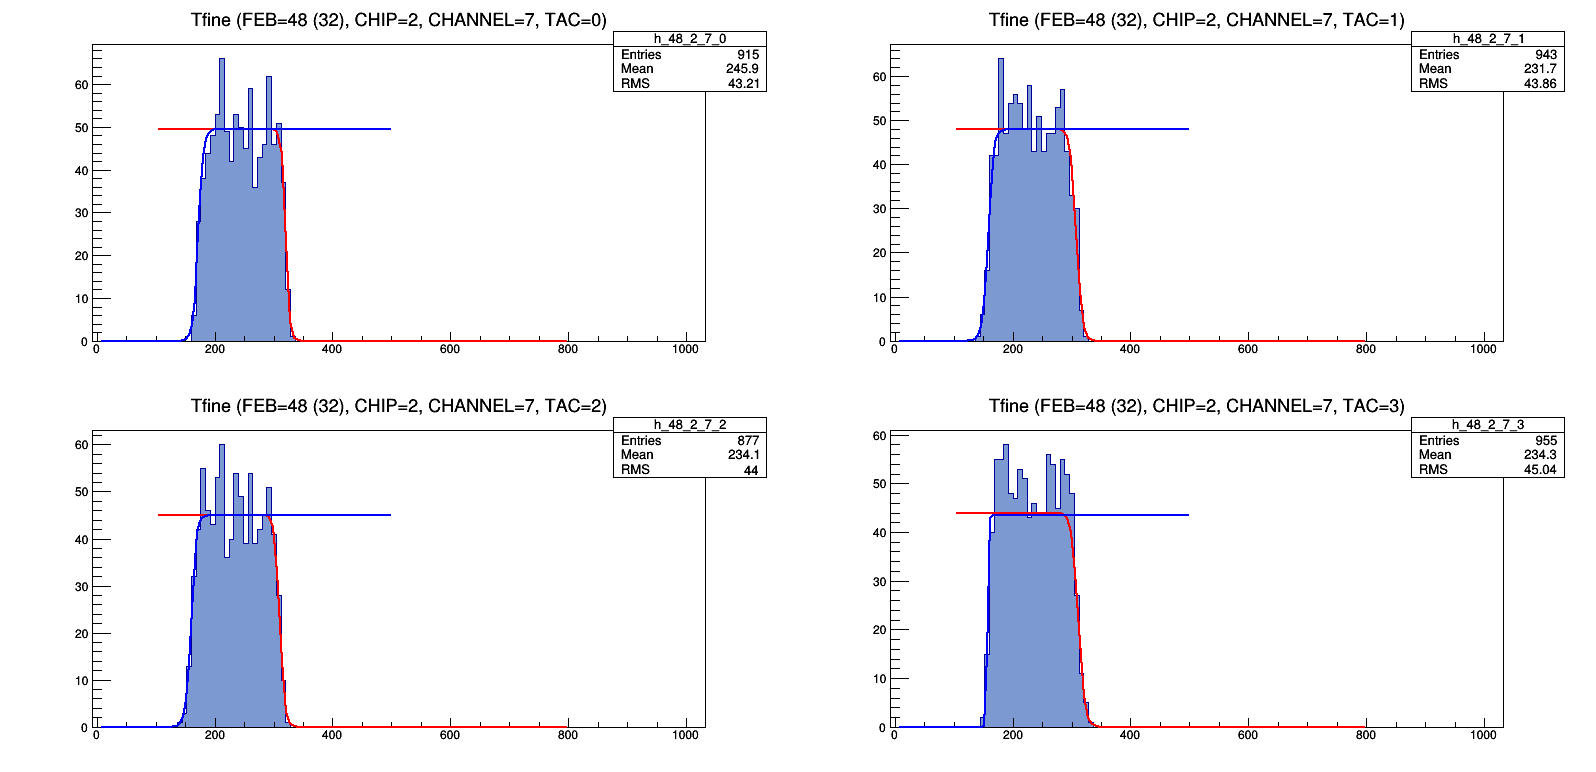 Tfine (FEB=48 (32), CHIP=2, CHANNEL=7, TAC=0)
h_48_2_7_0
Entries 915
Mean 245.9
RMS 43.21
60
50
40
30
20
10
0
0 200 400 600 800 1000
Tfine (FEB=48 (32), CHIP=2, CHANNEL=7, TAC=1)
h_48_2_7_1
Entries 943
Mean 231.7
RMS 43.86
60
50
40
30
20
10
0
0 200 400 600 800 1000
Tfine (FEB=48 (32), CHIP=2, CHANNEL=7, TAC=2)
h_48_2_7_2
Entries 877
Mean 234.1
RMS 44
60
50
40
30
20
10
0
0 200 400 600 800 1000
Tfine (FEB=48 (32), CHIP=2, CHANNEL=7, TAC=3)
h_48_2_7_3
Entries 955
Mean 234.3
RMS 45.04
60
50
40
30
20
10
0
0 200 400 600 800 1000